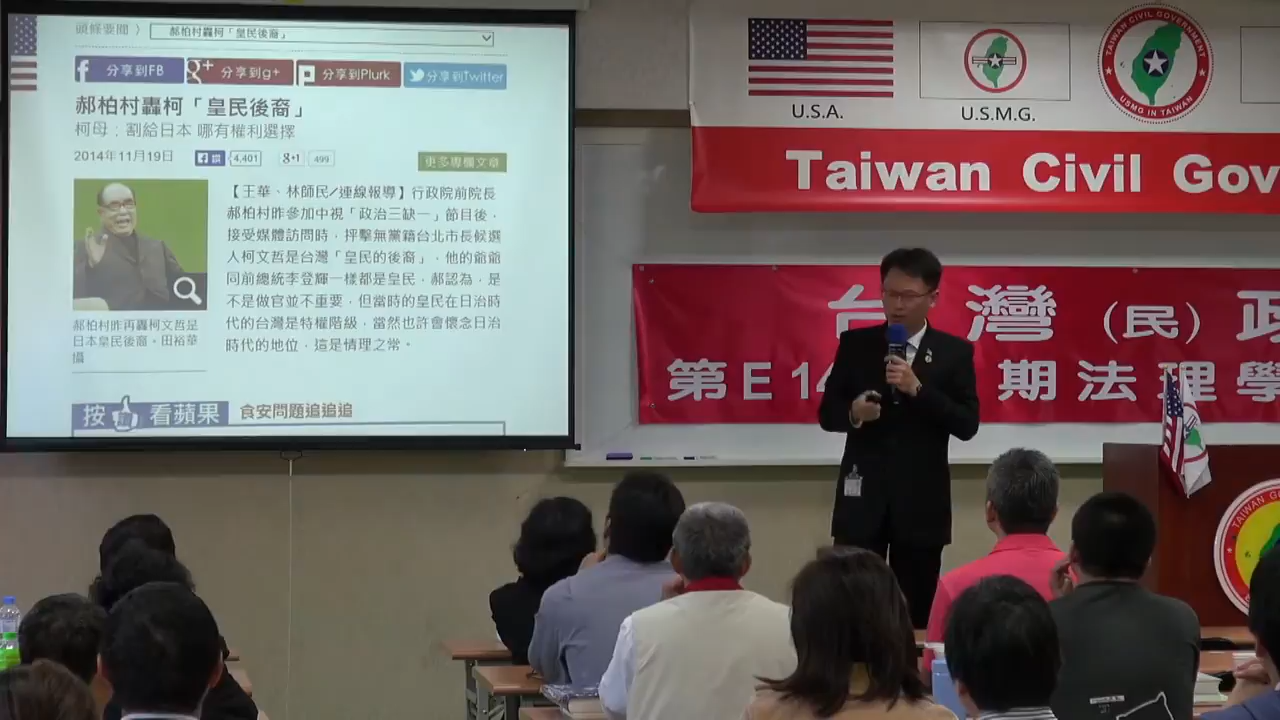 頭條要聞 〉 郝柏村轟柯「皇民後裔」
分享到FB
g+ 分享到g+
分享到Plurk
分享到Twitter
郝柏村轟柯「皇民後裔」
柯母：割給日本 哪有權利選擇
2014年11月19日
讚 4,401
g+1 499
更多專欄文章
【王華、林師民／連線報導】行政院前院長
郝柏村昨參加中視「政治三缺一」節目後，
接受媒體訪問時，抨擊無黨籍台北市長候選
人柯文哲是台灣「皇民的後裔」，他的爺爺
同前總統李登輝一樣都是皇民，郝認為，是
不是做官並不重要，但當時的皇民在日治時
代的台灣是特權階級，當然也許會懷念日治
時代的地位，這是情理之常。
郝柏村昨再轟柯文哲是
日本皇民後裔。田裕華
攝
按 看蘋果 食安問題追追追
U.S.A.
U.S.M.G.
TAIWAN CIVIL GOVERNMENT
USMG IN TAIWAN
Taiwan Civil Gov
台灣（民）政
第E14 期法理學
TAIWAN G